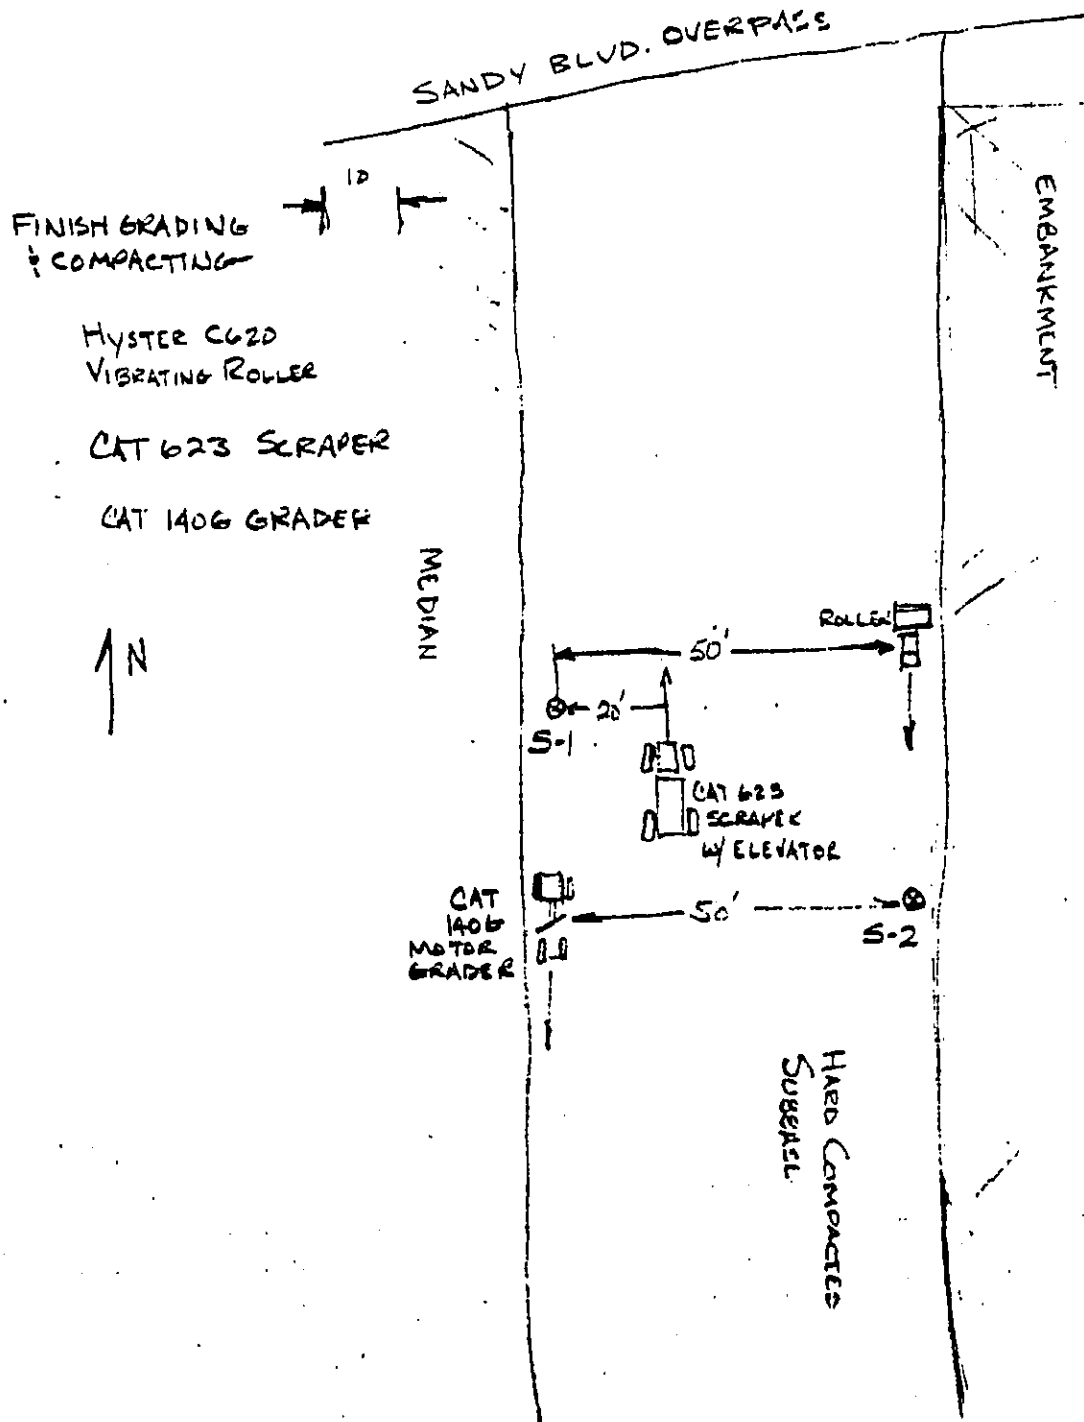 SANDY BLVD. OVERPASS
10
FINISH GRADING
& COMPACTING
HYSTER C620
VIBRATING ROLLER
CAT 623 SCRAPER
CAT 140G GRADER
N
MEDIAN
EMBANKMENT
ROLLER
50'
20'
S-1
CAT 623
SCRAPER
W/ ELEVATOR
CAT
140G
MOTOR
GRADER
50'
S-2
HARD COMPACTED
SUBBASE